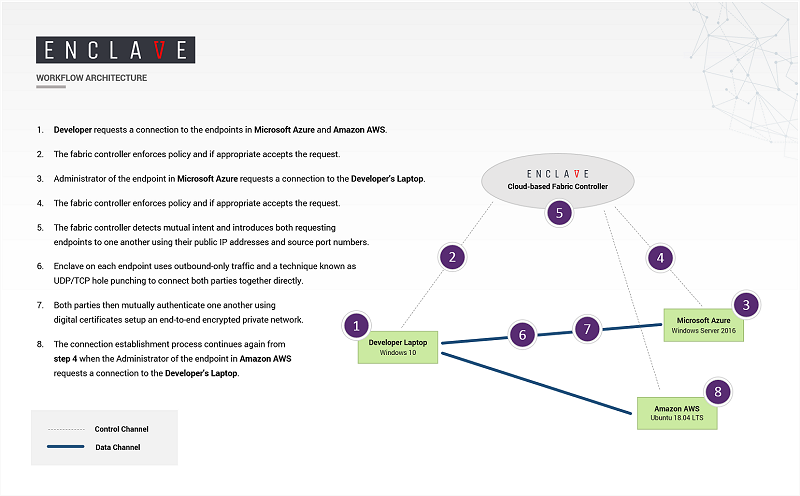 ENCLAVE
WORKFLOW ARCHITECTURE
1. Developer requests a connection to the endpoints in Microsoft Azure and Amazon AWS.
2. The fabric controller enforces policy and if appropriate accepts the request.
3. Administrator of the endpoint in Microsoft Azure requests a connection to the Developer's Laptop.
4. The fabric controller enforces policy and if appropriate accepts the request.
5. The fabric controller detects mutual intent and introduces both requesting
endpoints to one another using their public IP addresses and source port numbers.
6. Enclave on each endpoint uses outbound-only traffic and a technique known as
UDP/TCP hole punching to connect both parties together directly.
7. Both parties then mutually authenticate one another using
digital certificates setup an end-to-end encrypted private network.
8. The connection establishment process continues again from
step 4 when the Administrator of the endpoint in Amazon AWS
requests a connection to the Developer's Laptop.
Control Channel
Data Channel
ENCLAVE
Cloud-based Fabric Controller
5
2
4
3
1
6
7
Microsoft Azure
Windows Server 2016
Developer Laptop
Windows 10
8
Amazon AWS
Ubuntu 18.04 LTS